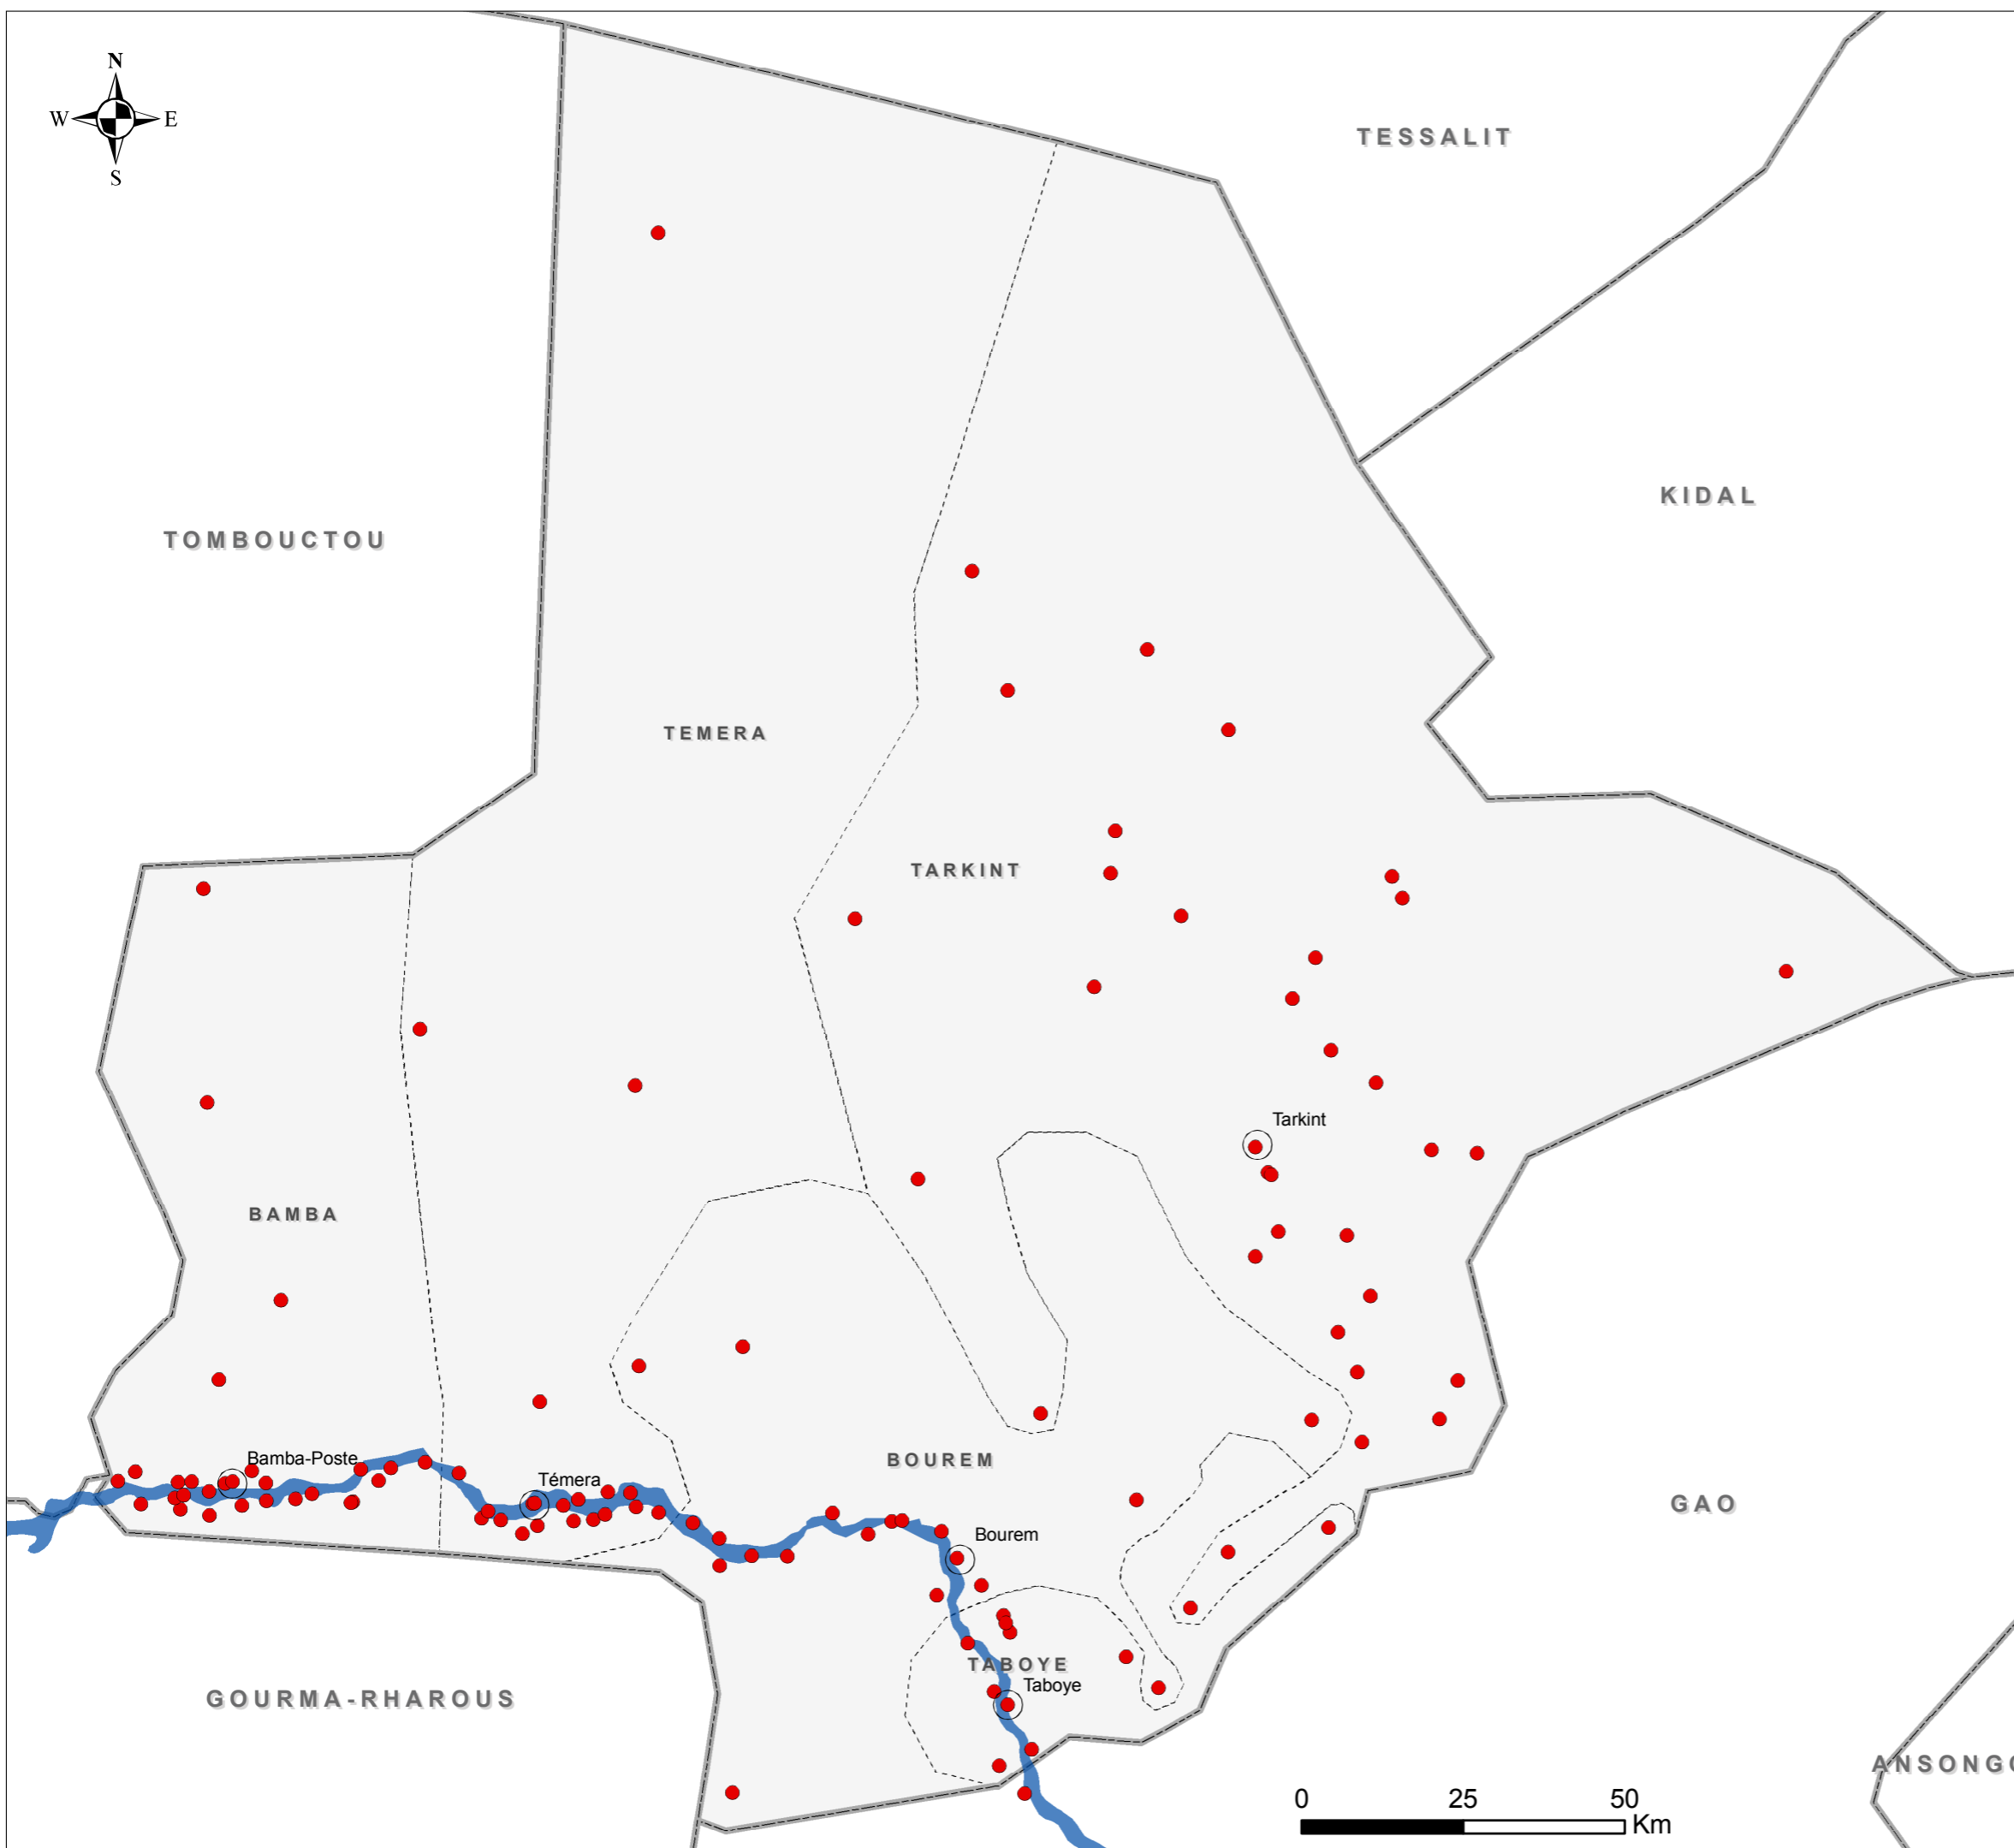 N
W E
S
TESSALIT
KIDAL
TOMBOUCTOU
TEMERA
TARKINT
Tarkint
BAMBA
Bamba-Poste
Témera
BOUREM
Bourem
GAO
TABOYE
Taboye
GOURMA-RHAROUS
ANSONGO
0 25 50
Km